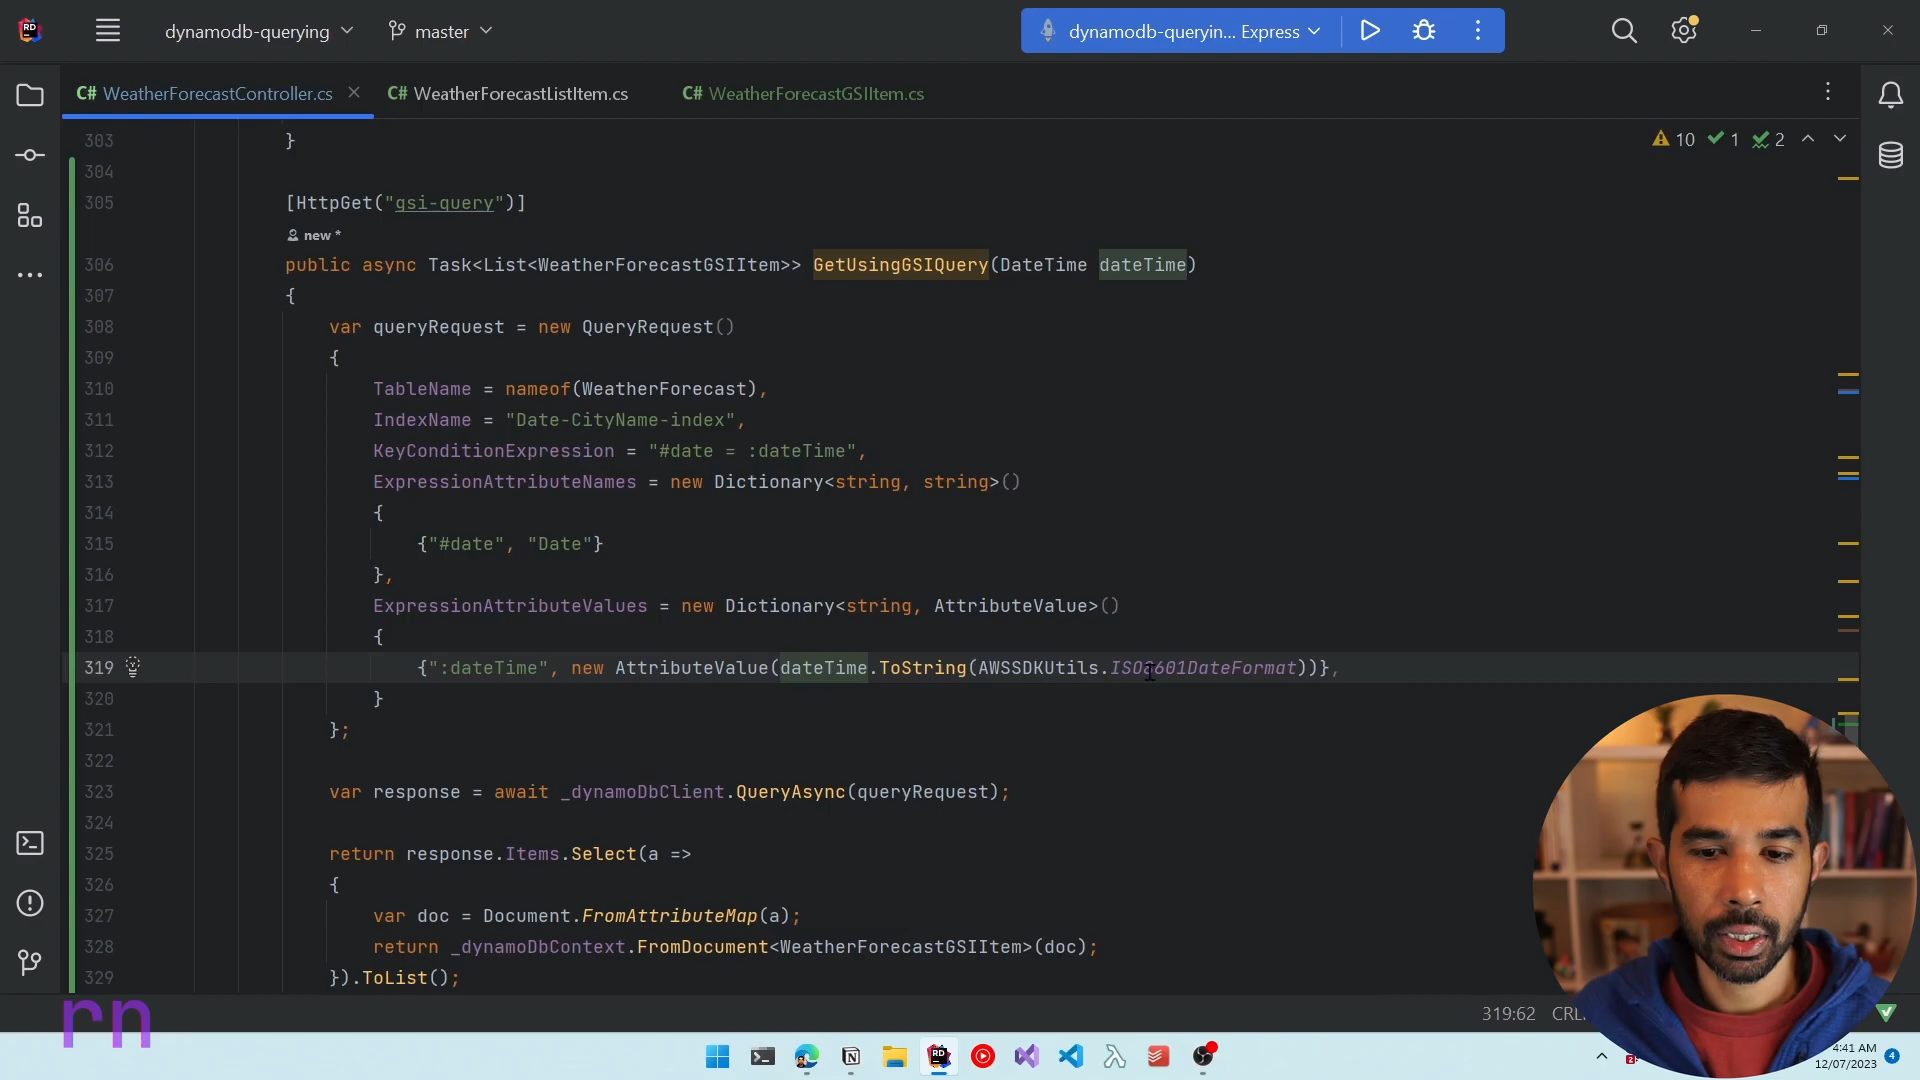 RD
dynamodb-querying
master
dynamodb-queryin... Express
C# WeatherForecastController.cs
C# WeatherForecastListItem.cs
C# WeatherForecastGSIItem.cs
10 1 2
303 }
304
305 [HttpGet("gsi-query")]
new *
306 public async Task<List<WeatherForecastGSIItem>> GetUsingGSIQuery(DateTime dateTime)
307 {
308 var queryRequest = new QueryRequest()
309 {
310 TableName = nameof(WeatherForecast),
311 IndexName = "Date-CityName-index",
312 KeyConditionExpression = "#date = :dateTime",
313 ExpressionAttributeNames = new Dictionary<string, string>()
314 {
315 {"#date", "Date"}
316 },
317 ExpressionAttributeValues = new Dictionary<string, AttributeValue>()
318 {
319 {":dateTime", new AttributeValue(dateTime.ToString(AWSSDKUtils.ISO8601DateFormat))},
320 }
321 };
322
323 var response = await _dynamoDbClient.QueryAsync(queryRequest);
324
325 return response.Items.Select(a =>
326 {
327 var doc = Document.FromAttributeMap(a);
328 return _dynamoDbContext.FromDocument<WeatherForecastGSIItem>(doc);
329 }).ToList();
rn
319:62
4:41 AM
12/07/2023
4